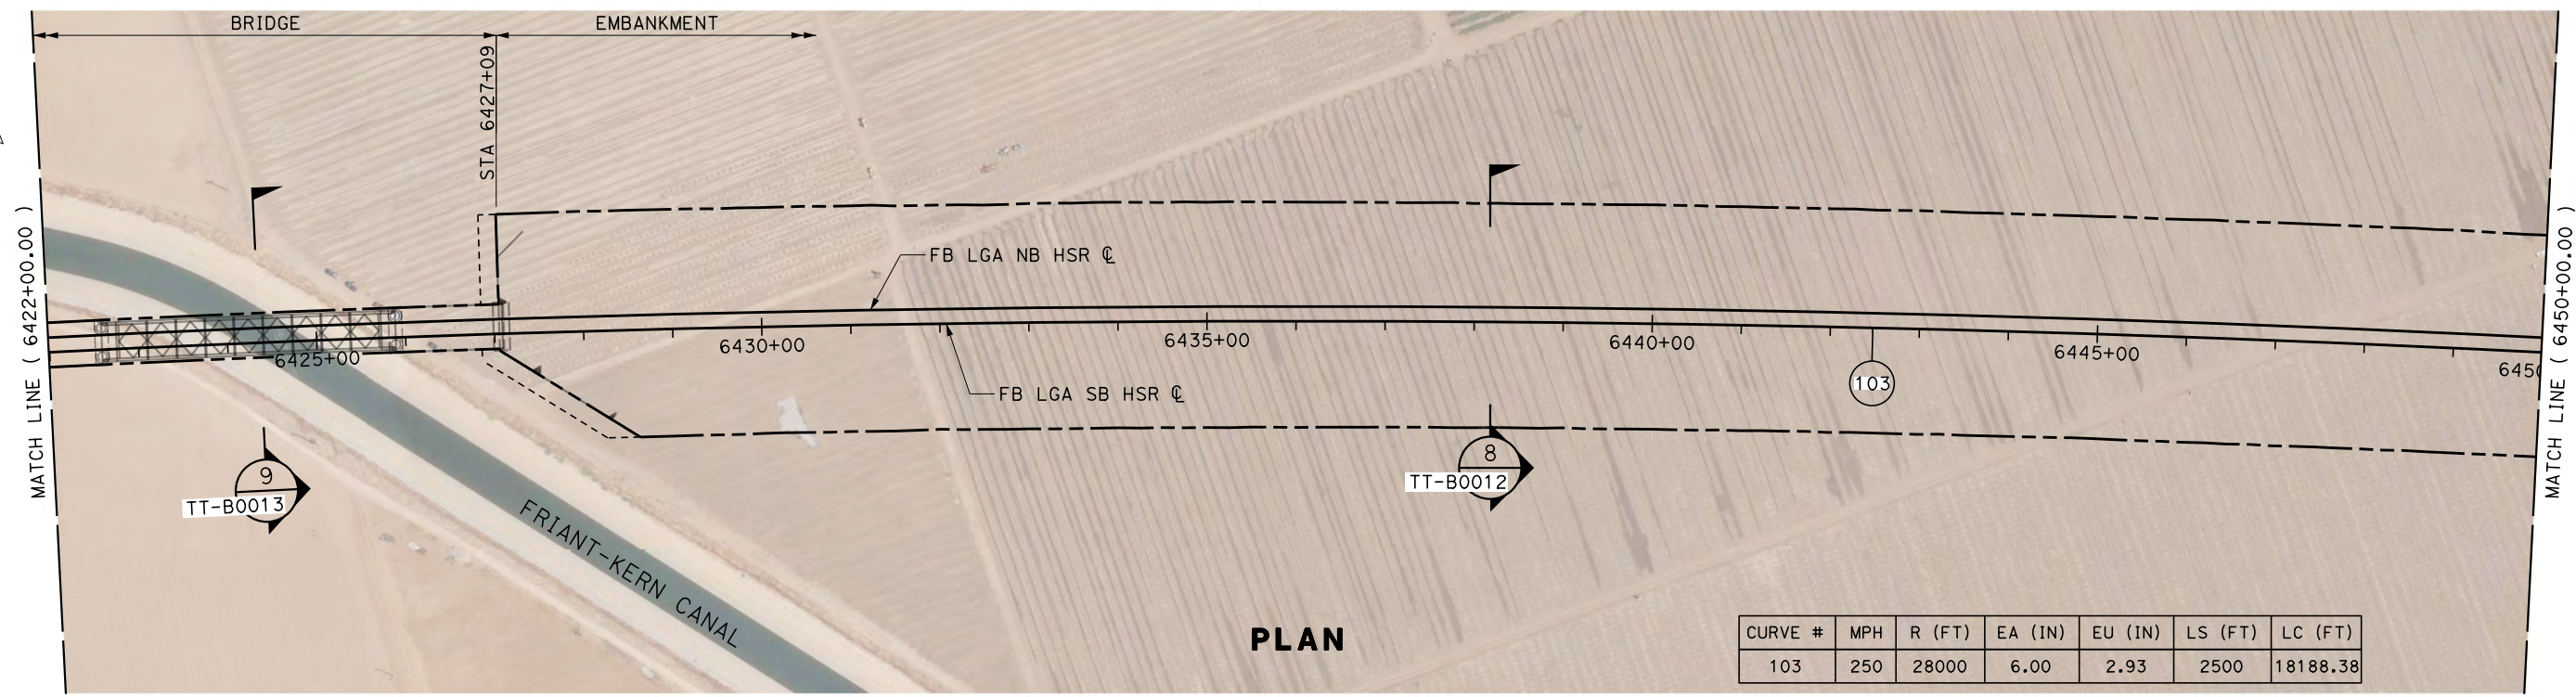 BRIDGE
EMBANKMENT
STA 6427+09
MATCH LINE ( 6422+00.00 )
MATCH LINE ( 6450+00.00 )
FB LGA NB HSR ℄
6425+00
6430+00
6435+00
6440+00
6445+00
6450
103
FB LGA SB HSR ℄
9
TT-B0013
8
TT-B0012
FRIANT-KERN CANAL
PLAN
CURVE # MPH R (FT) EA (IN) EU (IN) LS (FT) LC (FT)
103 250 28000 6.00 2.93 2500 18188.38